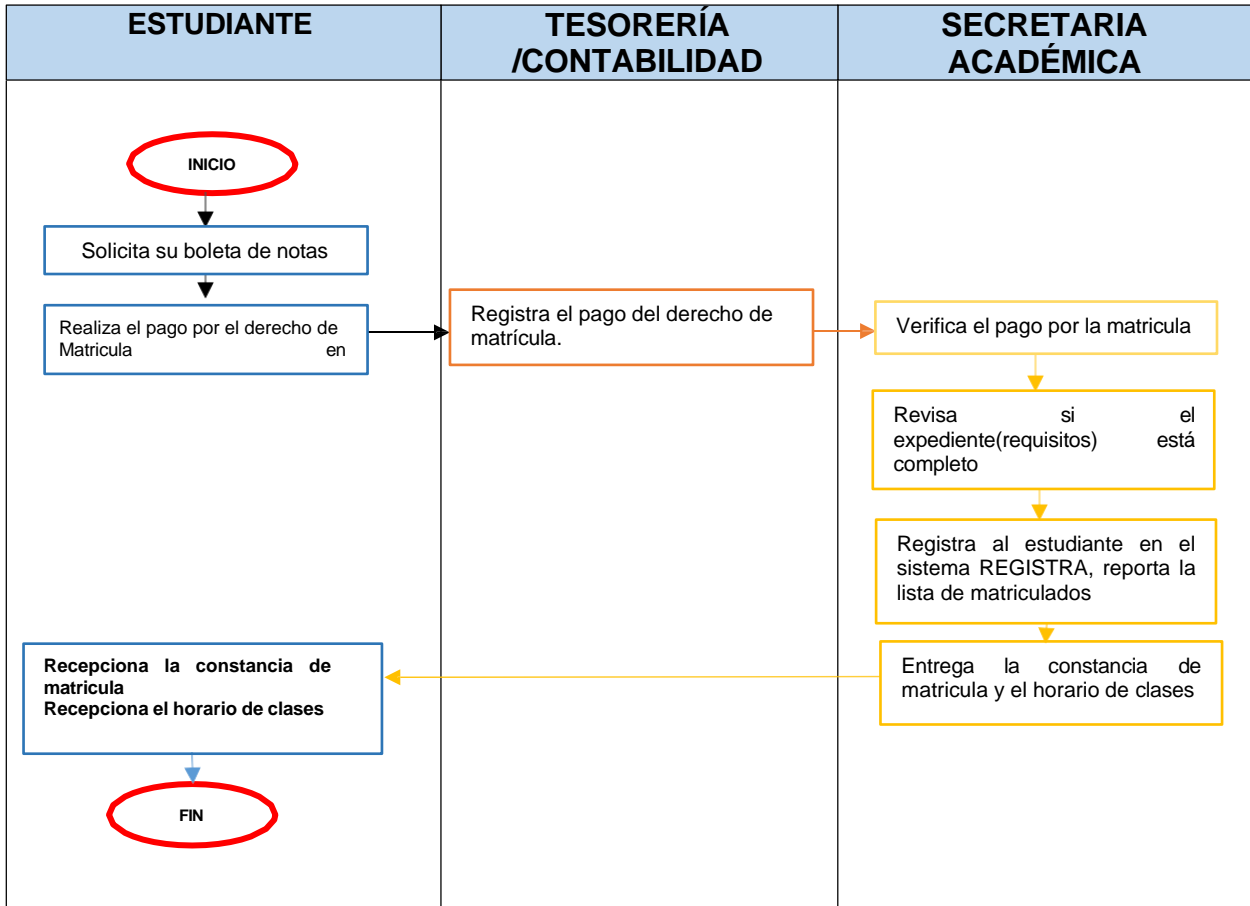 ESTUDIANTE
TESORERÍA
/CONTABILIDAD
SECRETARIA
ACADÉMICA
INICIO
Solicita su boleta de notas
Realiza el pago por el derecho de
Matricula en
Registra el pago del derecho de
matrícula.
Verifica el pago por la matricula
Revisa si el
expediente(requisitos) está
completo
Registra al estudiante en el
sistema REGISTRA, reporta la
lista de matriculados
Entrega la constancia de
matricula y el horario de clases
Recepciona la constancia de
matricula
Recepciona el horario de clases
FIN